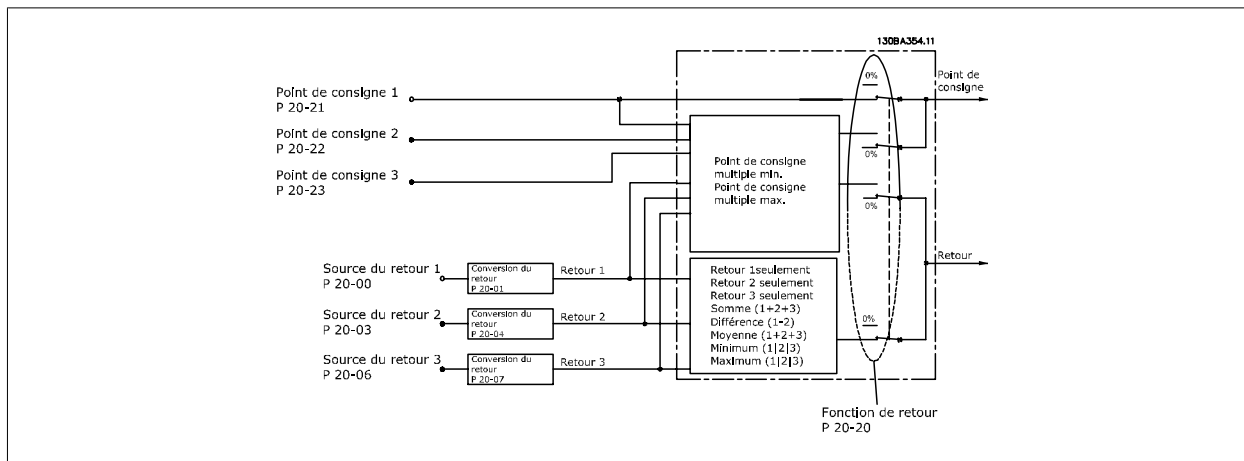 130BA354.11
Point de consigne 1
P 20-21
Point de consigne 2
P 20-22
Point de consigne 3
P 20-23
0%
Point de
consigne
0%
Point de consigne
multiple min.
Point de consigne
multiple max.
0%
Retour
Source du retour 1
P 20-00
Conversion du
retour
P 20-01
Retour 1
Source du retour 2
P 20-03
Conversion du
retour
P 20-04
Retour 2
Source du retour 3
P 20-06
Conversion du
retour
P 20-07
Retour 3
Retour 1seulement
Retour 2 seulement
Retour 3 seulement
Somme (1+2+3)
Différence (1-2)
Moyenne (1+2+3)
Minimum (1|2|3)
Maximum (1|2|3)
0%
Fonction de retour
P 20-20